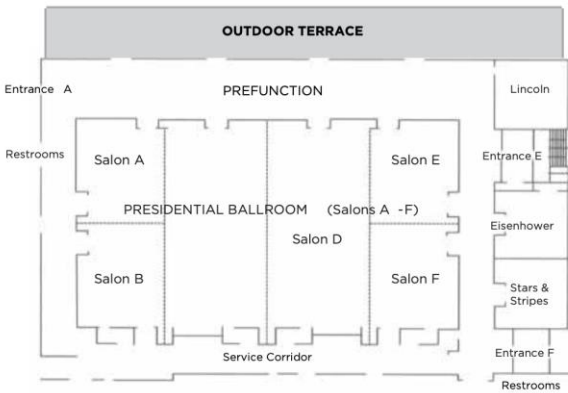 OUTDOOR TERRACE
Entrance A
PREFUNCTION
Lincoln
Restrooms
Salon A
Salon E
Entrance E
PRESIDENTIAL BALLROOM (Salons A -F)
Salon D
Eisenhower
Salon B
Salon F
Stars &
Stripes
Service Corridor
Entrance F
Restrooms